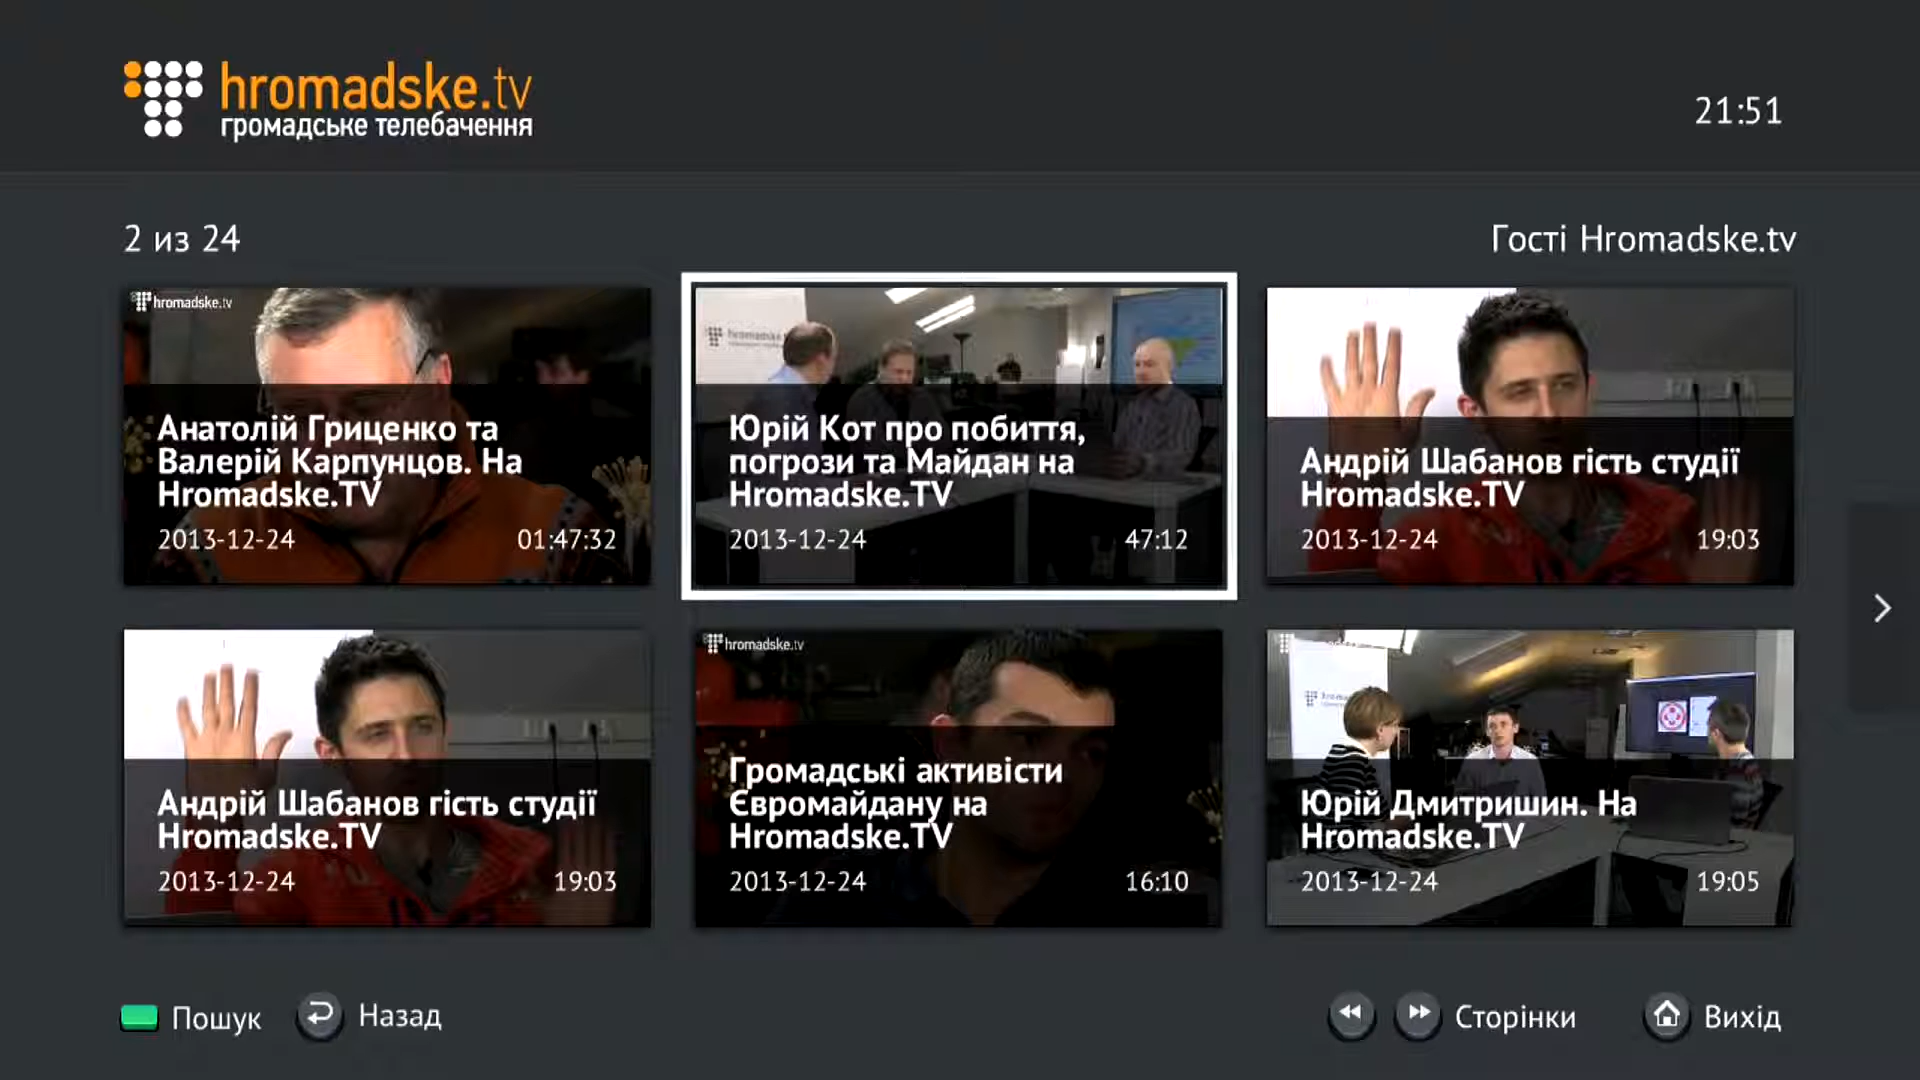 hromadske.tv
громадське телебачення
21:51
2 из 24
Гості Hromadske.tv
hromadske.tv
Анатолій Гриценко та
Валерій Карпунцов. На
Hromadske.TV
2013-12-24
01:47:32
hromadske
Юрій Кот про побиття,
погрози та Майдан на
Hromadske.TV
2013-12-24
47:12
Андрій Шабанов гість студії
Hromadske.TV
2013-12-24
19:03
Андрій Шабанов гість студії
Hromadske.TV
2013-12-24
19:03
hromadske.tv
Громадські активісти
Євромайдану на
Hromadske.TV
2013-12-24
16:10
Юрій Дмитришин. На
Hromadske.TV
2013-12-24
19:05
Пошук
Назад
Сторінки
Вихід